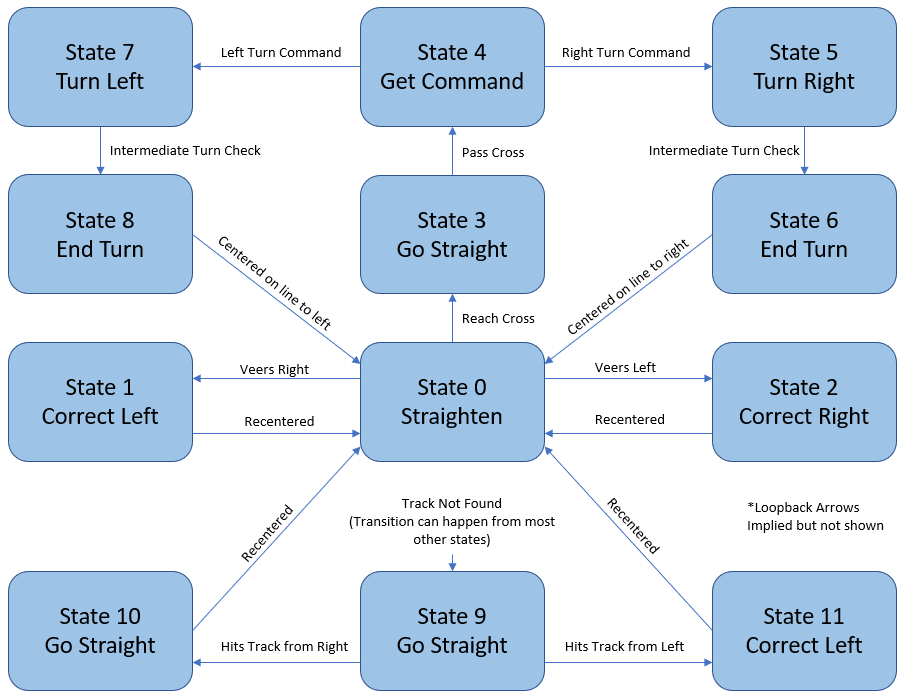 State 7
Turn Left
Left Turn Command
State 4
Get Command
Right Turn Command
State 5
Turn Right
Intermediate Turn Check
Pass Cross
Intermediate Turn Check
State 8
End Turn
Centered on line to left
State 3
Go Straight
Centered on line to right
State 6
End Turn
Reach Cross
State 1
Correct Left
Veers Right
Recentered
State 0
Straighten
Veers Left
Recentered
State 2
Correct Right
Recentered
Track Not Found
(Transition can happen from most
other states)
Recentered
*Loopback Arrows
Implied but not shown
State 10
Go Straight
Hits Track from Right
State 9
Go Straight
Hits Track from Left
State 11
Correct Left